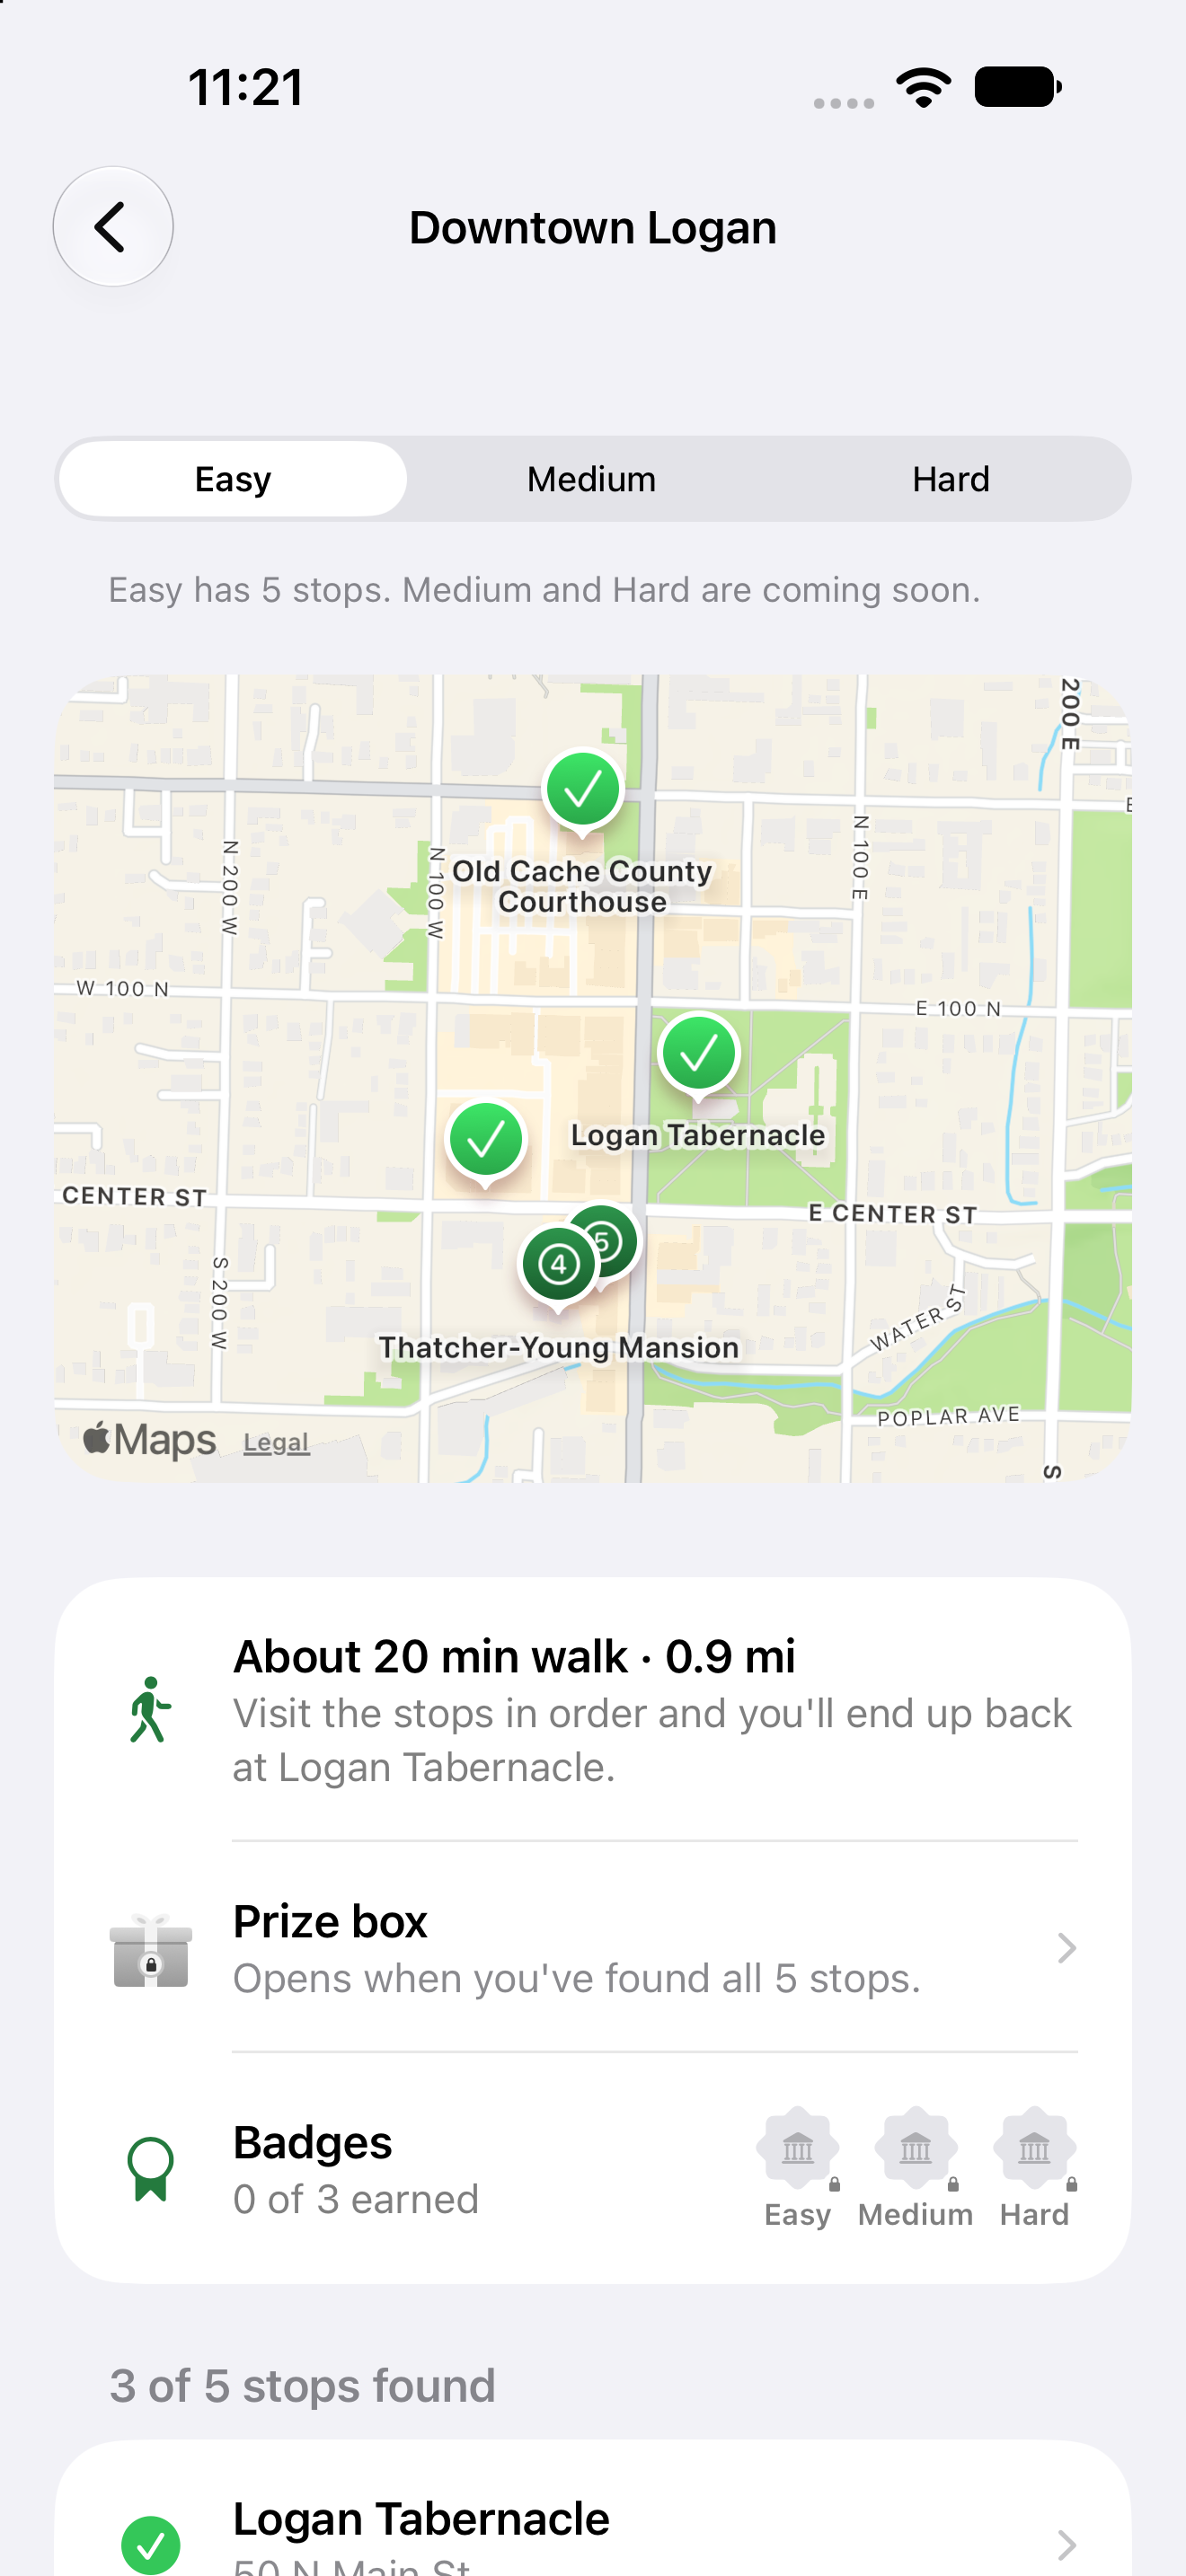 11:21
Downtown Logan
Easy
Medium
Hard
Easy has 5 stops. Medium and Hard are coming soon.
200 E
N 200 W
N 100 W
N 100 E
Old Cache County
Courthouse
W 100 N
E 100 N
Logan Tabernacle
CENTER ST
E CENTER ST
5
4
S 200 W
WATER ST
Thatcher-Young Mansion
POPLAR AVE
Maps
Legal
S
About 20 min walk · 0.9 mi
Visit the stops in order and you'll end up back
at Logan Tabernacle.
Prize box
Opens when you've found all 5 stops.
Badges
0 of 3 earned
Easy
Medium
Hard
3 of 5 stops found
Logan Tabernacle
50 N Main St